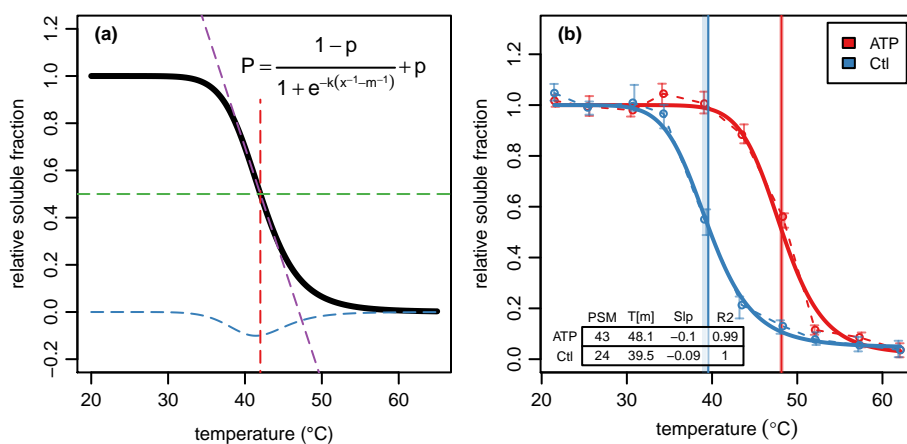 (a)
P = 1−p / 1+e^−k(x^−1−m^−1) + p
relative soluble fraction
1.2
1.0
0.8
0.6
0.4
0.2
0.0
−0.2
20 30 40 50 60
temperature (°C)
(b)
ATP
Ctl
relative soluble fraction
1.2
1.0
0.8
0.6
0.4
0.2
0.0
PSM T[m] Slp R2
ATP 43 48.1 −0.1 0.99
Ctl 24 39.5 −0.09 1
20 30 40 50 60
temperature (°C)